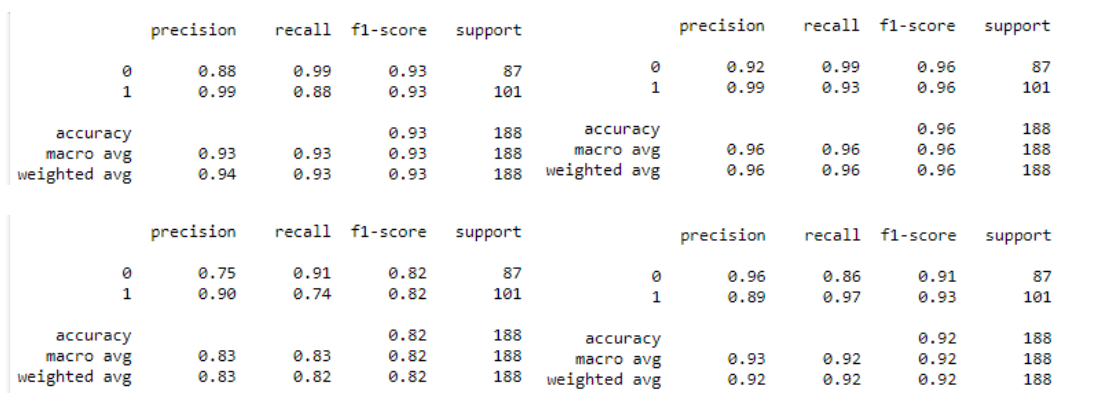 precision recall f1-score support
0 0.88 0.99 0.93 87
1 0.99 0.88 0.93 101
accuracy 0.93 188
macro avg 0.93 0.93 0.93 188
weighted avg 0.94 0.93 0.93 188
precision recall f1-score support
0 0.92 0.99 0.96 87
1 0.99 0.93 0.96 101
accuracy 0.96 188
macro avg 0.96 0.96 0.96 188
weighted avg 0.96 0.96 0.96 188
precision recall f1-score support
0 0.75 0.91 0.82 87
1 0.90 0.74 0.82 101
accuracy 0.82 188
macro avg 0.83 0.83 0.82 188
weighted avg 0.83 0.82 0.82 188
precision recall f1-score support
0 0.96 0.86 0.91 87
1 0.89 0.97 0.93 101
accuracy 0.92 188
macro avg 0.93 0.92 0.92 188
weighted avg 0.92 0.92 0.92 188